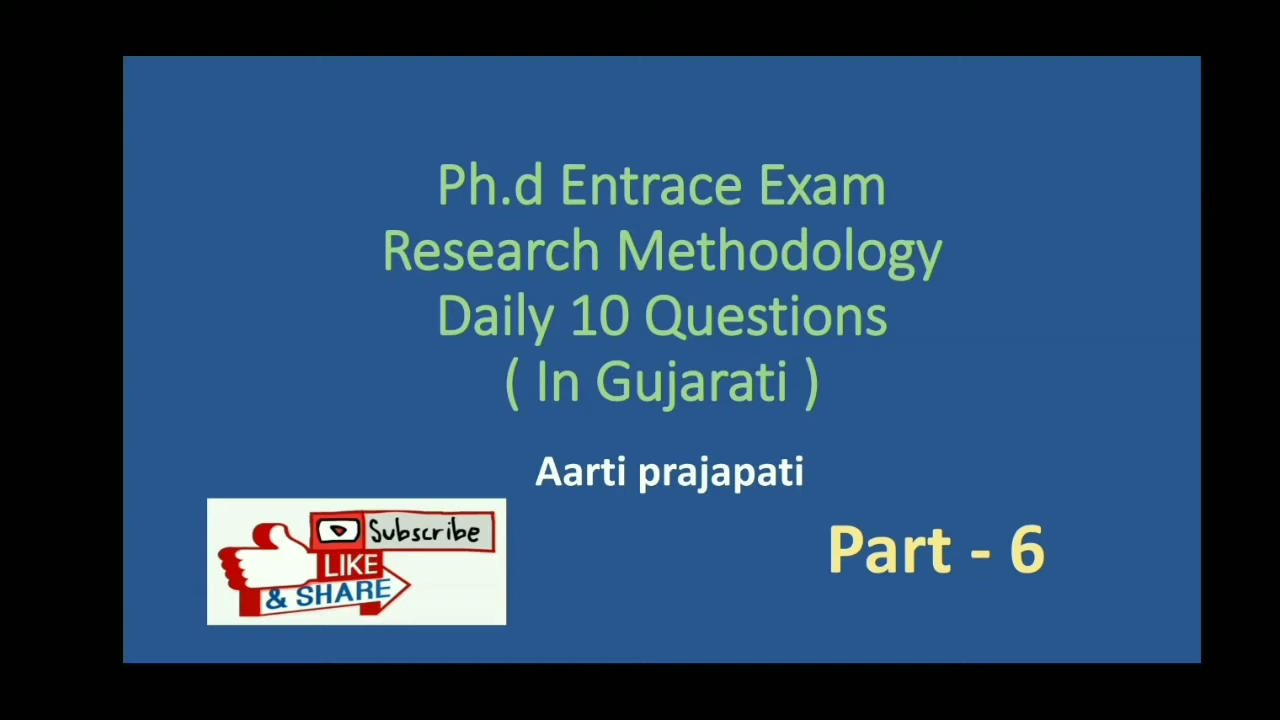 Ph.d Entrace Exam
Research Methodology
Daily 10 Questions
( In Gujarati )
Aarti prajapati
Subscribe
LIKE
& SHARE
Part - 6